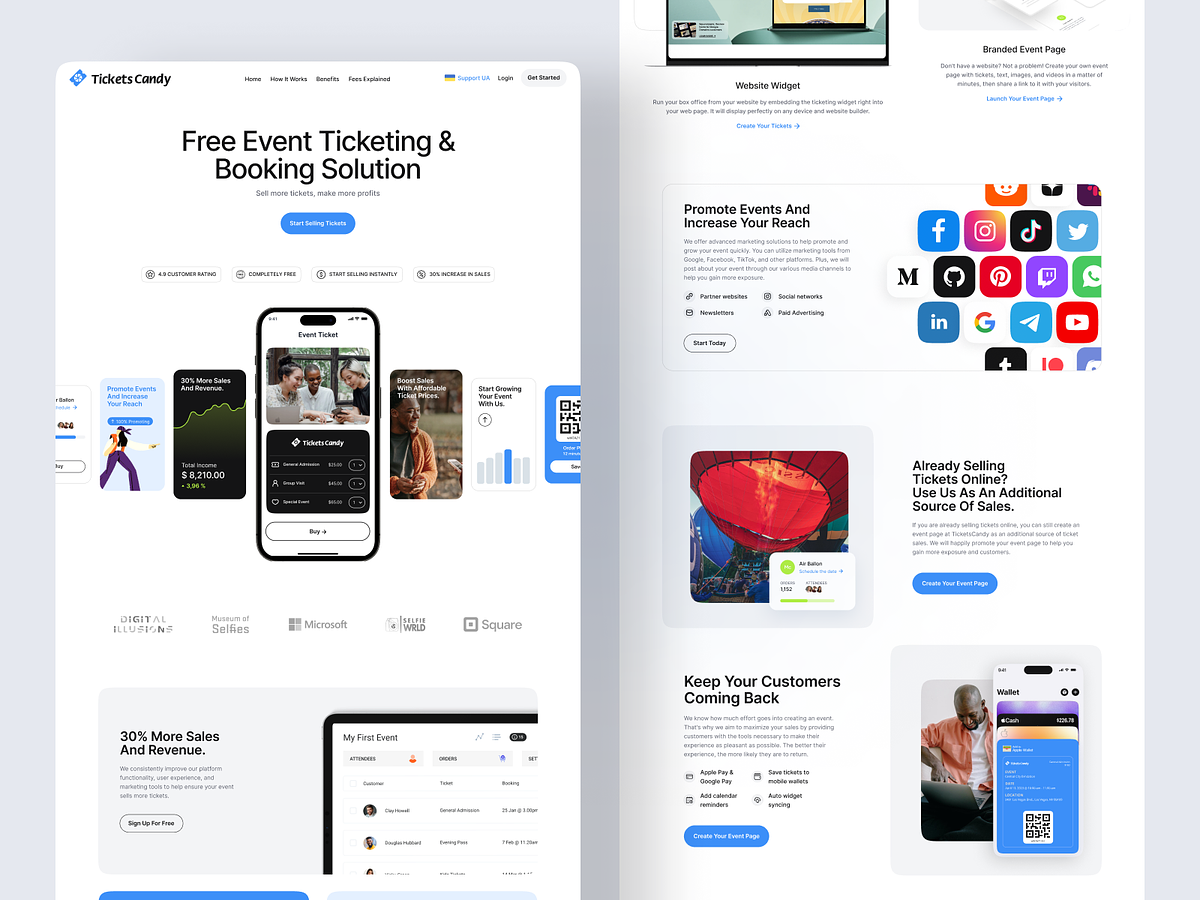 Tickets Candy
Home How It Works Benefits Fees Explained
Support UA Login Get Started
Free Event Ticketing &
Booking Solution
Sell more tickets, make more profits
Start Selling Tickets
4.9 CUSTOMER RATING COMPLETELY FREE START SELLING INSTANTLY 30% INCREASE IN SALES
r Ballon
Promote Events
And Increase
Your Reach
30% More Sales
And Revenue.
Total income
$ 8,210.00
+ 3,96 %
9:41
Event Ticket
TicketsCandy
General Admission $25.00 1
Group Visit $45.00 1
Special Event $65.00 1
Buy →
Boost Sales
With Affordable
Ticket Prices.
Start Growing
Your Event
With Us.
DIGITAL
ILLUSIONS
Museum of
Selfies
Microsoft
SELFIE
WRLD
Square
30% More Sales
And Revenue.
We consistently improve our platform
functionality, user experience, and
marketing tools to help ensure your event
sells more tickets.
Sign Up For Free
My First Event
15
ATTENDEES ORDERS SET
Customer Ticket Booking
Clay Howell General Admission 25 Jan @ 3.00pm
Douglas Hubbard Evening Pass 7 Feb @ 11.20am
Website Widget
Run your box office from your website by embedding the ticketing widget right into
your web page. It will display perfectly on any device and website builder.
Create Your Tickets →
Branded Event Page
Don't have a website? Not a problem! Create your own event
page with tickets, text, images, and videos in a matter of
minutes, then share a link to it with your visitors.
Launch Your Event Page →
Promote Events And
Increase Your Reach
We offer advanced marketing solutions to help promote and
grow your event quickly. You can utilize marketing tools from
Google, Facebook, TikTok, and other platforms. Plus, we will
post about your event through our various media channels to
help you gain more exposure.
Partner websites Social networks
Newsletters Paid Advertising
Start Today
Already Selling
Tickets Online?
Use Us As An Additional
Source Of Sales.
If you are already selling tickets online, you can still create an
event page at TicketsCandy as an additional source of ticket
sales. We will happily promote your event page to help you
gain more exposure and customers.
Create Your Event Page
Air Ballon
Schedule the date →
ORDERS ATTENDEES
1,152
Keep Your Customers
Coming Back
We know how much effort goes into creating an event.
That's why we aim to maximize your sales by providing
customers with the tools necessary to make their
experience as pleasant as possible. The better their
experience, the more likely they are to return.
Apple Pay &
Google Pay
Save tickets to
mobile wallets
Add calendar
reminders
Auto widget
syncing
Create Your Event Page
9:41
Wallet
Cash $226.78
TicketsCandy
EVENT
DATE
LOCATION